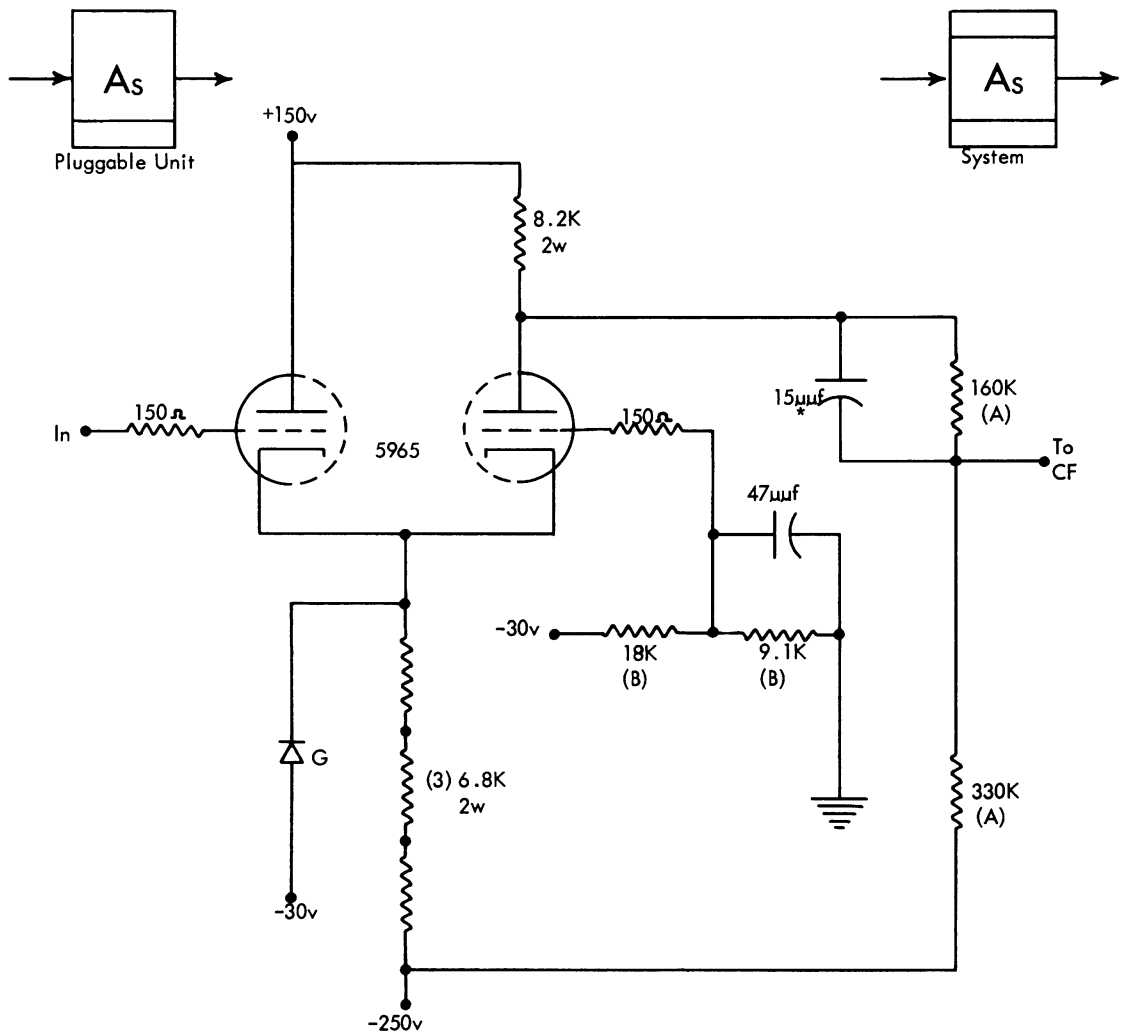 As
As
Pluggable Unit
System
+150v
8.2K
2w
15µµf
*
160K
(A)
150Ω
150Ω
In
5965
To
CF
47µµf
-30v
18K
(B)
9.1K
(B)
G
(3) 6.8K
2w
330K
(A)
-30v
-250v